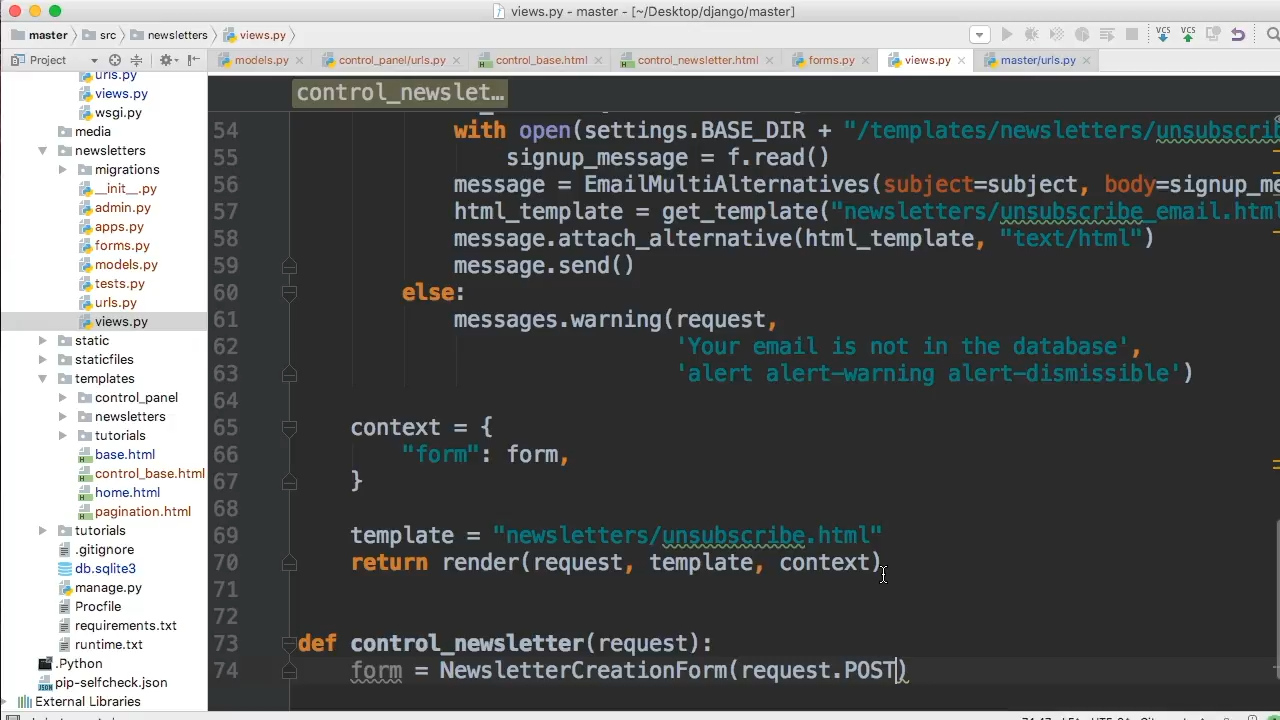 views.py - master - [~/Desktop/django/master]
master src newsletters views.py
VCS VCS
Project models.py control_panel/urls.py control_base.html control_newsletter.html forms.py views.py master/urls.py
control_newslet…
urls.py
views.py
wsgi.py
media
newsletters
migrations
__init__.py
admin.py
apps.py
forms.py
models.py
tests.py
urls.py
views.py
static
staticfiles
templates
control_panel
newsletters
tutorials
base.html
control_base.html
home.html
pagination.html
tutorials
.gitignore
db.sqlite3
manage.py
Procfile
requirements.txt
runtime.txt
.Python
pip-selfcheck.json
External Libraries
54 with open(settings.BASE_DIR + "/templates/newsletters/unsubscri
55 signup_message = f.read()
56 message = EmailMultiAlternatives(subject=subject, body=signup_me
57 html_template = get_template("newsletters/unsubscribe_email.html
58 message.attach_alternative(html_template, "text/html")
59 message.send()
60 else:
61 messages.warning(request,
62 'Your email is not in the database',
63 'alert alert-warning alert-dismissible')
64
65 context = {
66 "form": form,
67 }
68
69 template = "newsletters/unsubscribe.html"
70 return render(request, template, context)
71
72
73 def control_newsletter(request):
74 form = NewsletterCreationForm(request.POST)